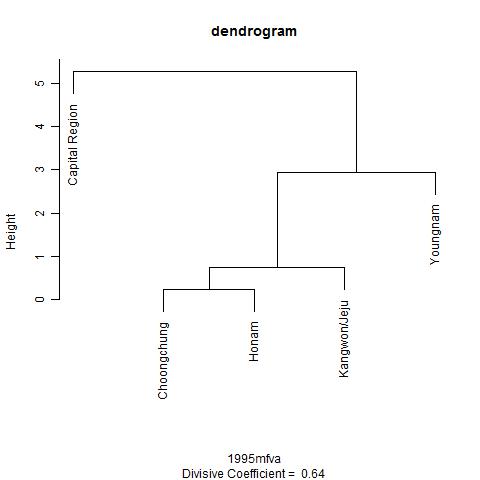 dendrogram
Height
5
4
3
2
1
0
Capital Region
Choongchung
Honam
Kangwon/Jeju
Youngnam
1995mfva
Divisive Coefficient = 0.64